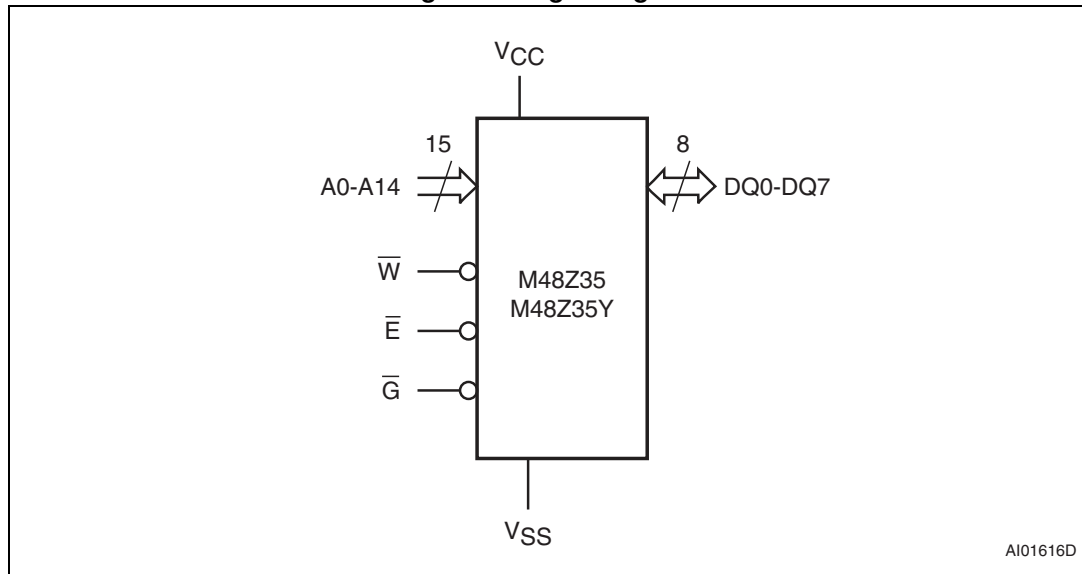 VCC
15
8
A0-A14
DQ0-DQ7
W̅
M48Z35
M48Z35Y
E̅
G̅
VSS
AI01616D